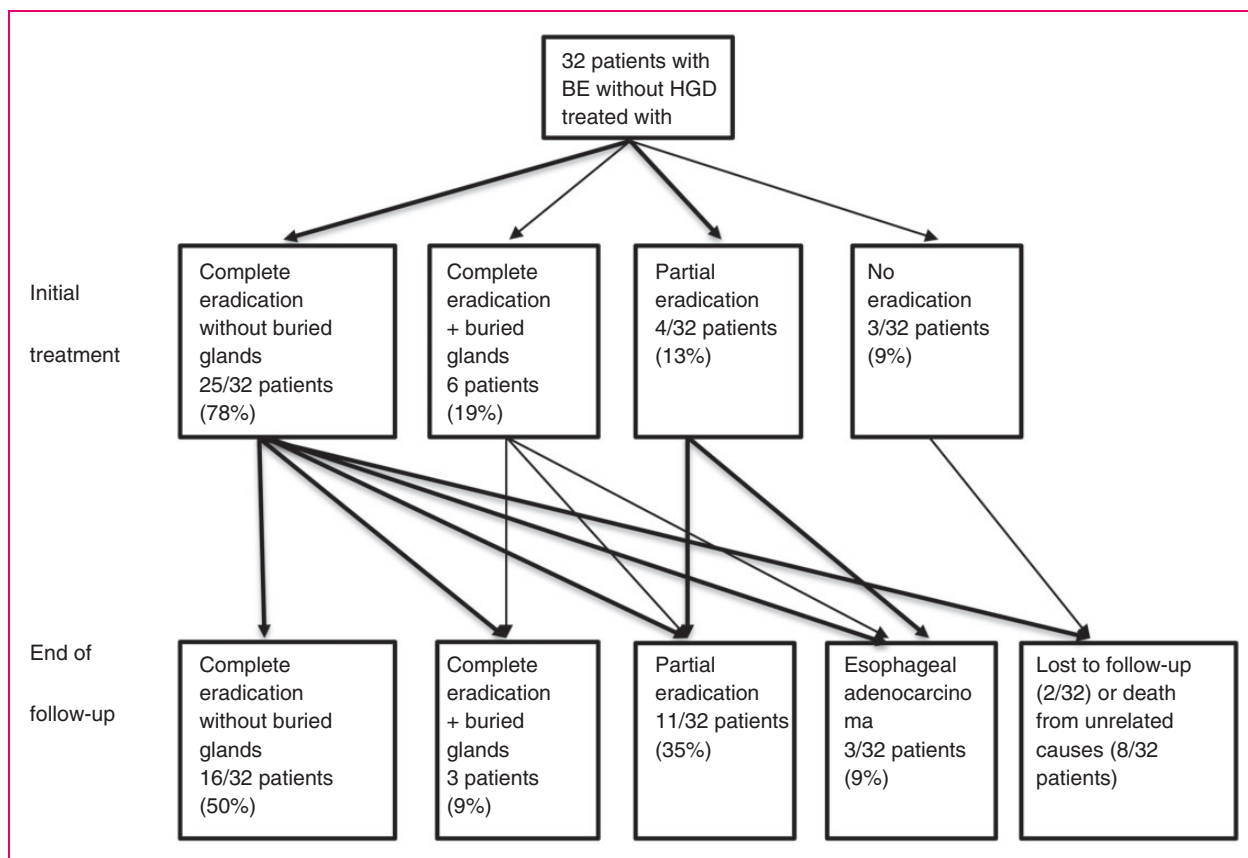 32 patients with
BE without HGD
treated with
Initial
treatment
Complete
eradication
without buried
glands
25/32 patients
(78%)
Complete
eradication
+ buried
glands
6 patients
(19%)
Partial
eradication
4/32 patients
(13%)
No
eradication
3/32 patients
(9%)
End of
follow-up
Complete
eradication
without buried
glands
16/32 patients
(50%)
Complete
eradication
+ buried
glands
3 patients
(9%)
Partial
eradication
11/32 patients
(35%)
Esophageal
adenocarcino
ma
3/32 patients
(9%)
Lost to follow-up
(2/32) or death
from unrelated
causes (8/32
patients)